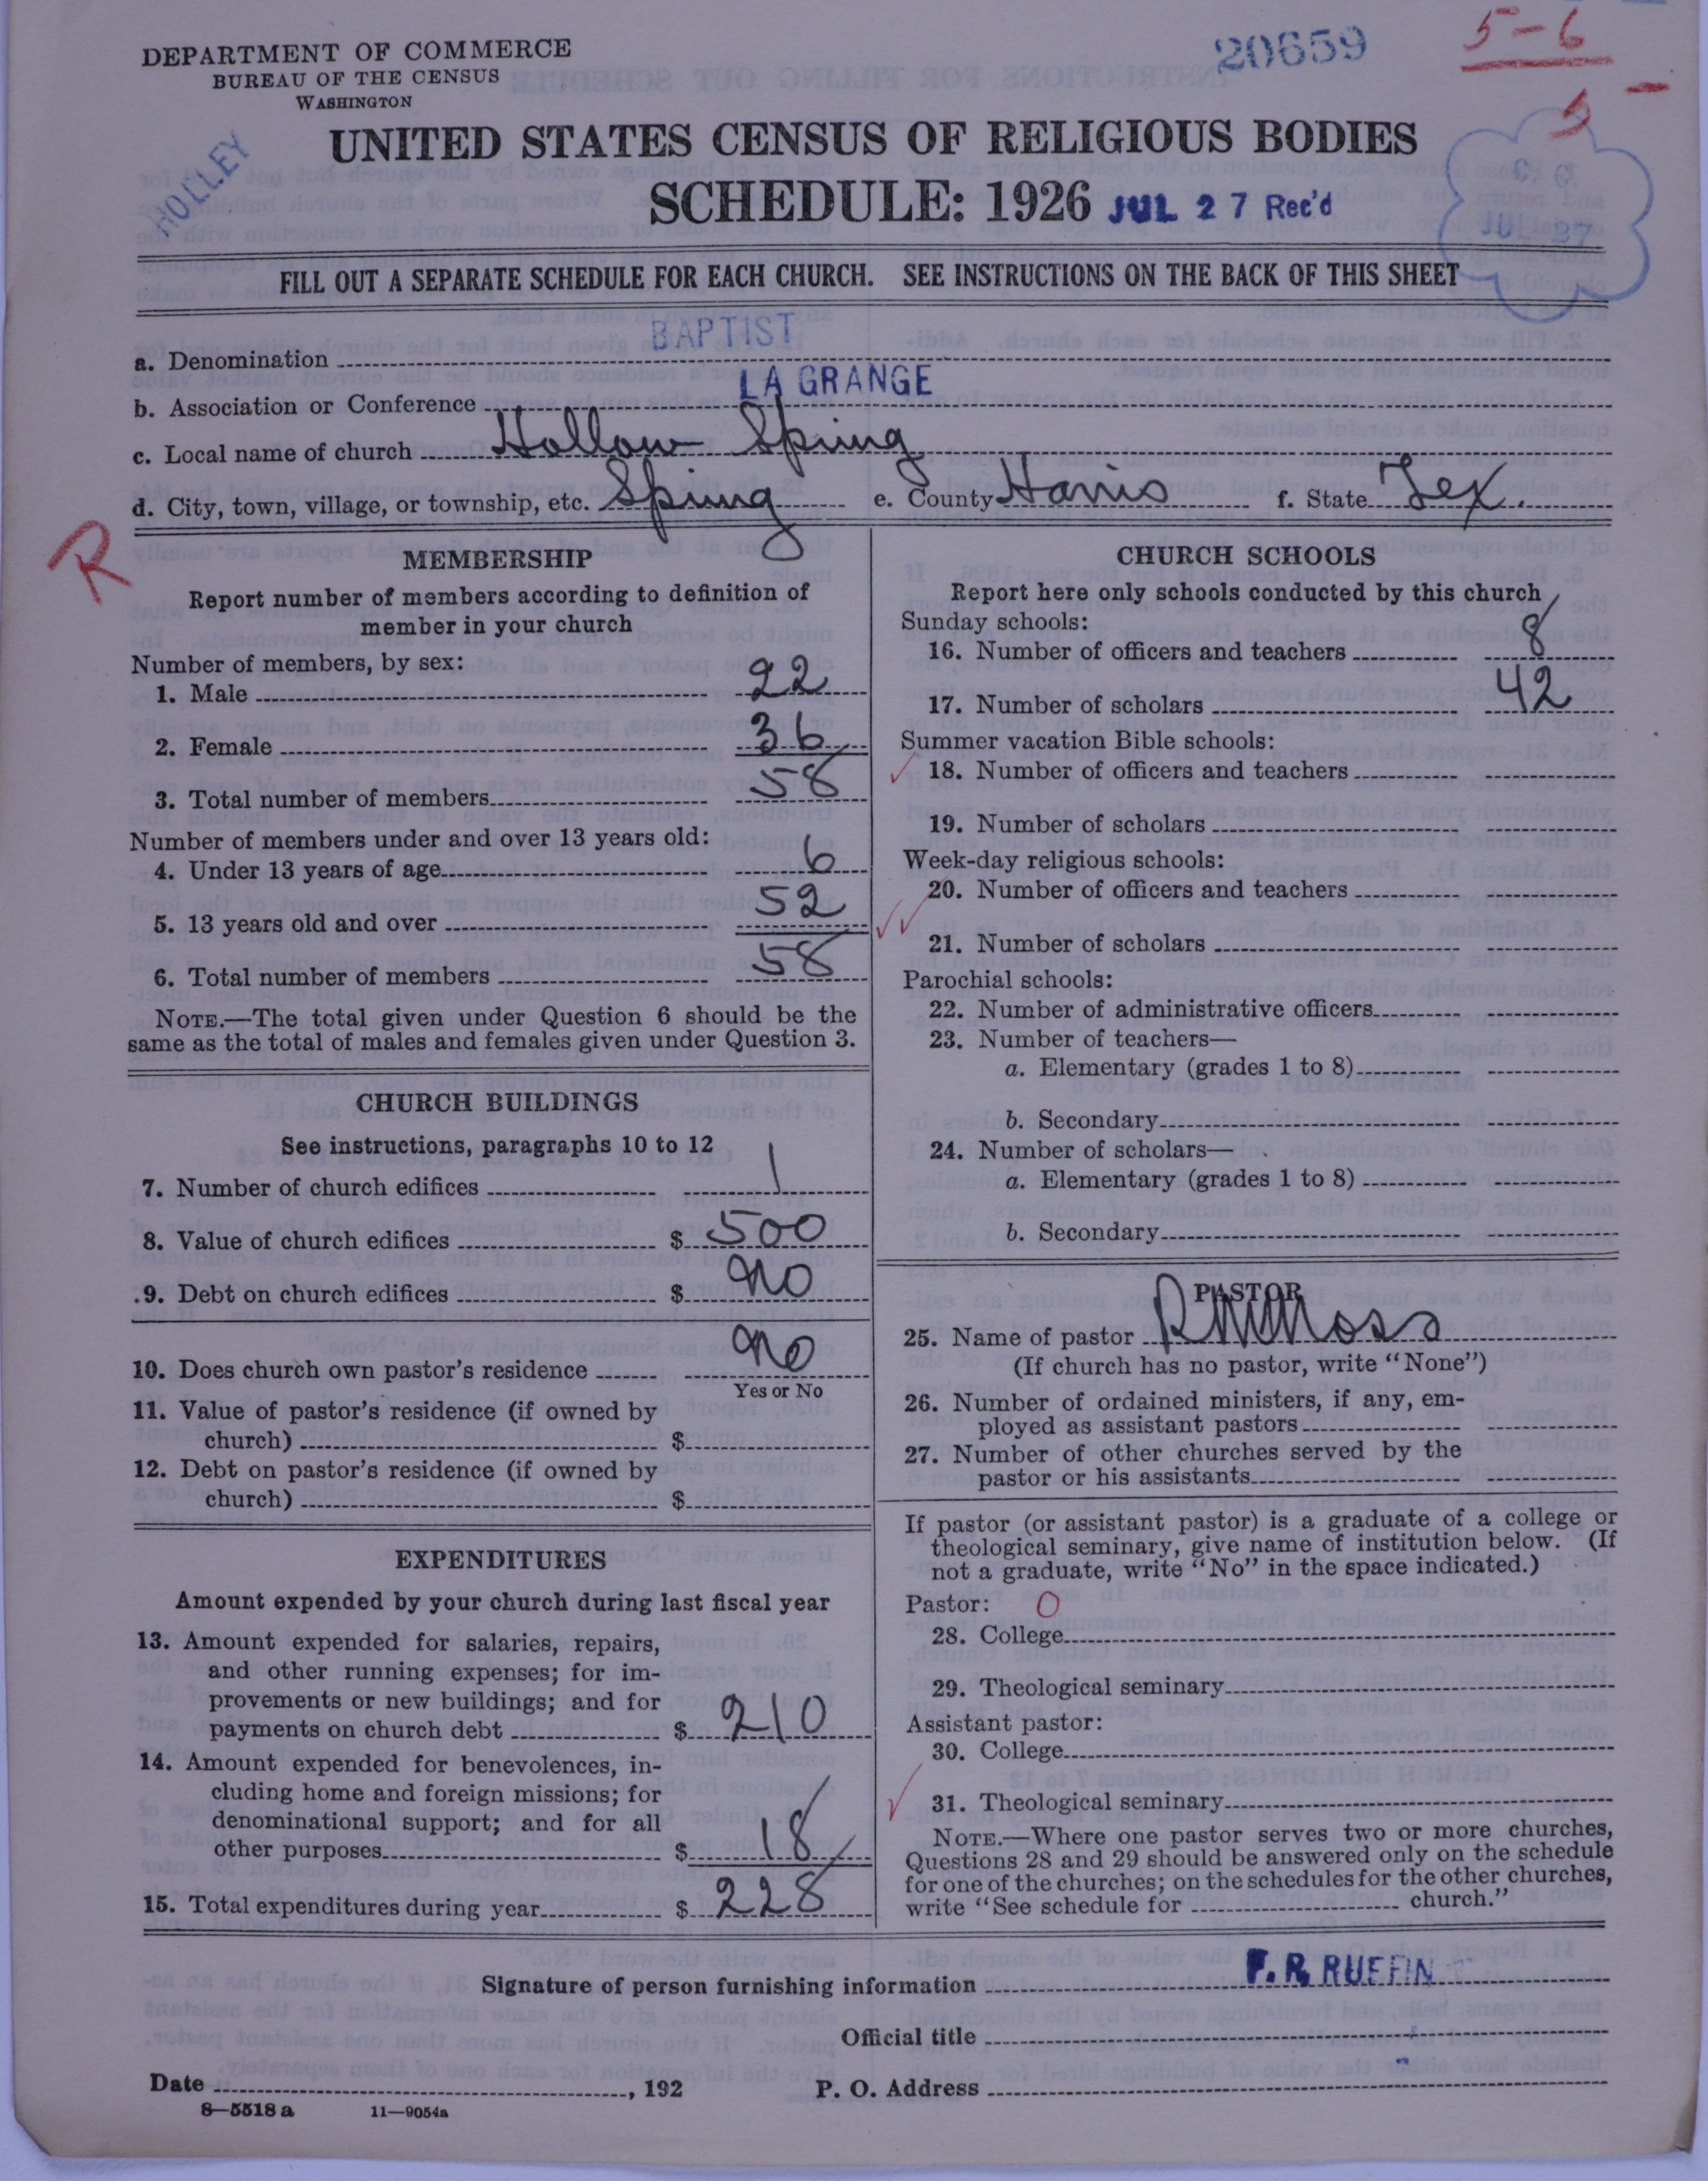 DEPARTMENT OF COMMERCE
BUREAU OF THE CENSUS
WASHINGTON
20659
5-6
5
HOLLEY
UNITED STATES CENSUS OF RELIGIOUS BODIES
SCHEDULE: 1926 JUL 27 Rec'd
C. O.
JUL 27
FILL OUT A SEPARATE SCHEDULE FOR EACH CHURCH. SEE INSTRUCTIONS ON THE BACK OF THIS SHEET
a. Denomination BAPTIST
b. Association or Conference LA GRANGE
c. Local name of church Hollow Spring
d. City, town, village, or township, etc. Spring e. County Harris f. State Tex.
R
MEMBERSHIP
Report number of members according to definition of
member in your church
Number of members, by sex:
1. Male 22
2. Female 36
3. Total number of members 58
Number of members under and over 13 years old:
4. Under 13 years of age 6
5. 13 years old and over 52
6. Total number of members 58
NOTE.—The total given under Question 6 should be the
same as the total of males and females given under Question 3.
CHURCH BUILDINGS
See instructions, paragraphs 10 to 12
7. Number of church edifices 1
8. Value of church edifices $ 500
9. Debt on church edifices $ No
10. Does church own pastor's residence No
Yes or No
11. Value of pastor's residence (if owned by
church) $
12. Debt on pastor's residence (if owned by
church) $
EXPENDITURES
Amount expended by your church during last fiscal year
13. Amount expended for salaries, repairs,
and other running expenses; for im-
provements or new buildings; and for
payments on church debt $ 210
14. Amount expended for benevolences, in-
cluding home and foreign missions; for
denominational support; and for all
other purposes $ 18
15. Total expenditures during year $ 228
CHURCH SCHOOLS
Report here only schools conducted by this church
Sunday schools:
16. Number of officers and teachers 8
17. Number of scholars 42
Summer vacation Bible schools:
18. Number of officers and teachers
19. Number of scholars
Week-day religious schools:
20. Number of officers and teachers
21. Number of scholars
Parochial schools:
22. Number of administrative officers
23. Number of teachers—
a. Elementary (grades 1 to 8)
b. Secondary
24. Number of scholars—
a. Elementary (grades 1 to 8)
b. Secondary
PASTOR
25. Name of pastor Moss
(If church has no pastor, write "None")
26. Number of ordained ministers, if any, em-
ployed as assistant pastors
27. Number of other churches served by the
pastor or his assistants
If pastor (or assistant pastor) is a graduate of a college or
theological seminary, give name of institution below. (If
not a graduate, write "No" in the space indicated.)
Pastor: O
28. College
29. Theological seminary
Assistant pastor:
30. College
31. Theological seminary
NOTE.—Where one pastor serves two or more churches,
Questions 28 and 29 should be answered only on the schedule
for one of the churches; on the schedules for the other churches,
write "See schedule for church."
Signature of person furnishing information F. R. RUFFIN
Official title
Date , 192 P. O. Address
8—5518 a 11—9054a